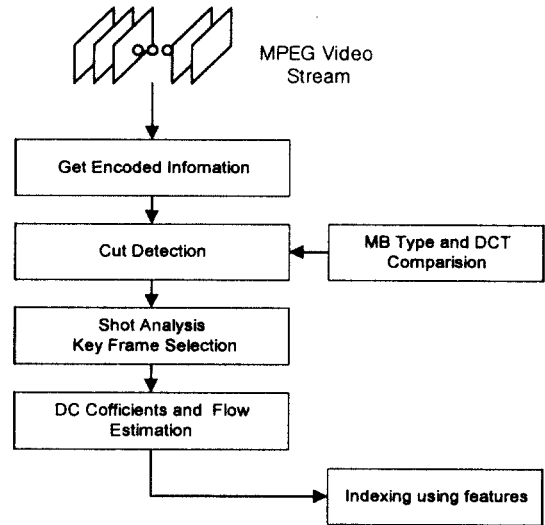 MPEG Video
Stream
Get Encoded Infomation
Cut Detection
MB Type and DCT
Comparision
Shot Analysis
Key Frame Selection
DC Cofficients and Flow
Estimation
Indexing using features